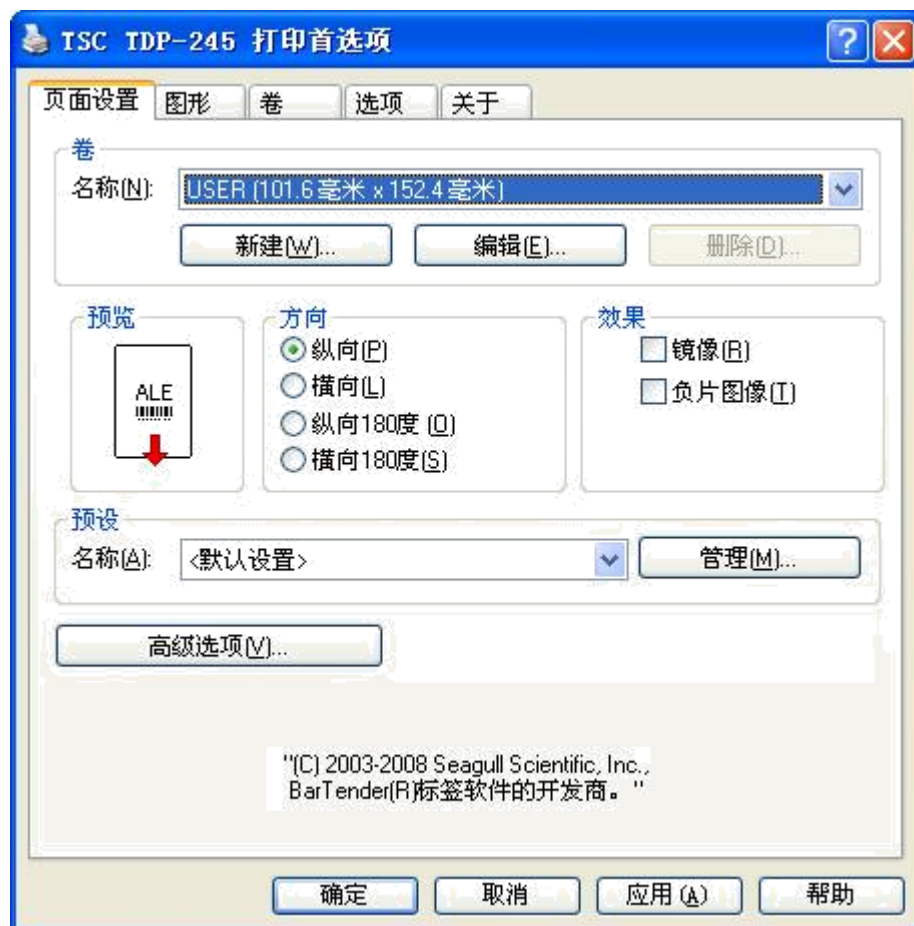 TSC TDP-245 打印首选项
页面设置 图形 卷 选项 关于
卷
名称(N): USER (101.6 毫米 x 152.4 毫米)
新建(W)... 编辑(E)... 删除(D)...
预览 方向 效果
ALE
纵向(P)
横向(L)
纵向180度 (O)
横向180度(S)
镜像(R)
负片图像(T)
预设
名称(A): <默认设置> 管理(M)...
高级选项(V)...
"(C) 2003-2008 Seagull Scientific, Inc.,
BarTender(R)标签软件的开发商。"
确定 取消 应用(A) 帮助